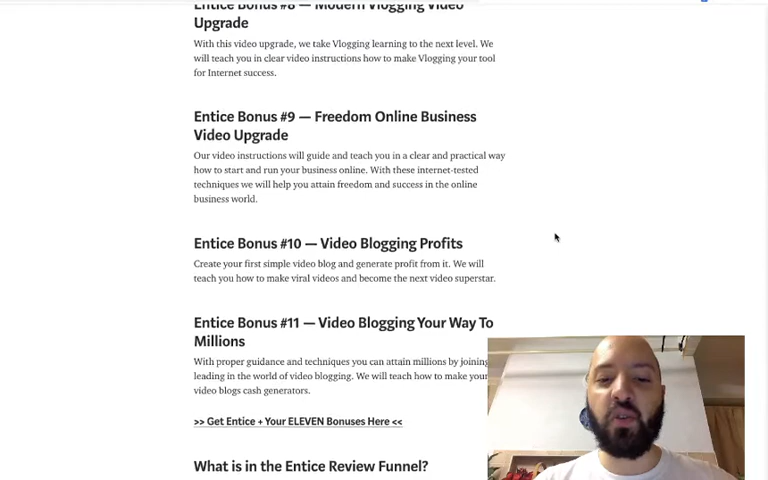 Entice Bonus #8 — Modern Vlogging Video
Upgrade
With this video upgrade, we take Vlogging learning to the next level. We
will teach you in clear video instructions how to make Vlogging your tool
for Internet success.
Entice Bonus #9 — Freedom Online Business
Video Upgrade
Our video instructions will guide and teach you in a clear and practical way
how to start and run your business online. With these internet-tested
techniques we will help you attain freedom and success in the online
business world.
Entice Bonus #10 — Video Blogging Profits
Create your first simple video blog and generate profit from it. We will
teach you how to make viral videos and become the next video superstar.
Entice Bonus #11 — Video Blogging Your Way To
Millions
With proper guidance and techniques you can attain millions by joining
leading in the world of video blogging. We will teach how to make your
video blogs cash generators.
>> Get Entice + Your ELEVEN Bonuses Here <<
What is in the Entice Review Funnel?